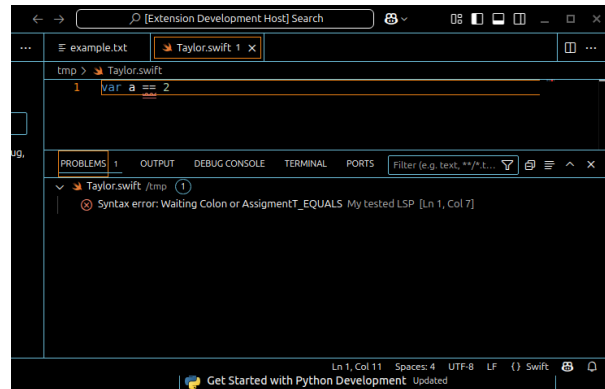 [Extension Development Host] Search
example.txt
Taylor.swift 1
tmp > Taylor.swift
1 var a == 2
ug,
PROBLEMS 1 OUTPUT DEBUG CONSOLE TERMINAL PORTS Filter (e.g. text, **/*.t...
Taylor.swift /tmp 1
Syntax error: Waiting Colon or AssigmentT_EQUALS My tested LSP [Ln 1, Col 7]
Ln 1, Col 11 Spaces: 4 UTF-8 LF {} Swift
Get Started with Python Development Updated